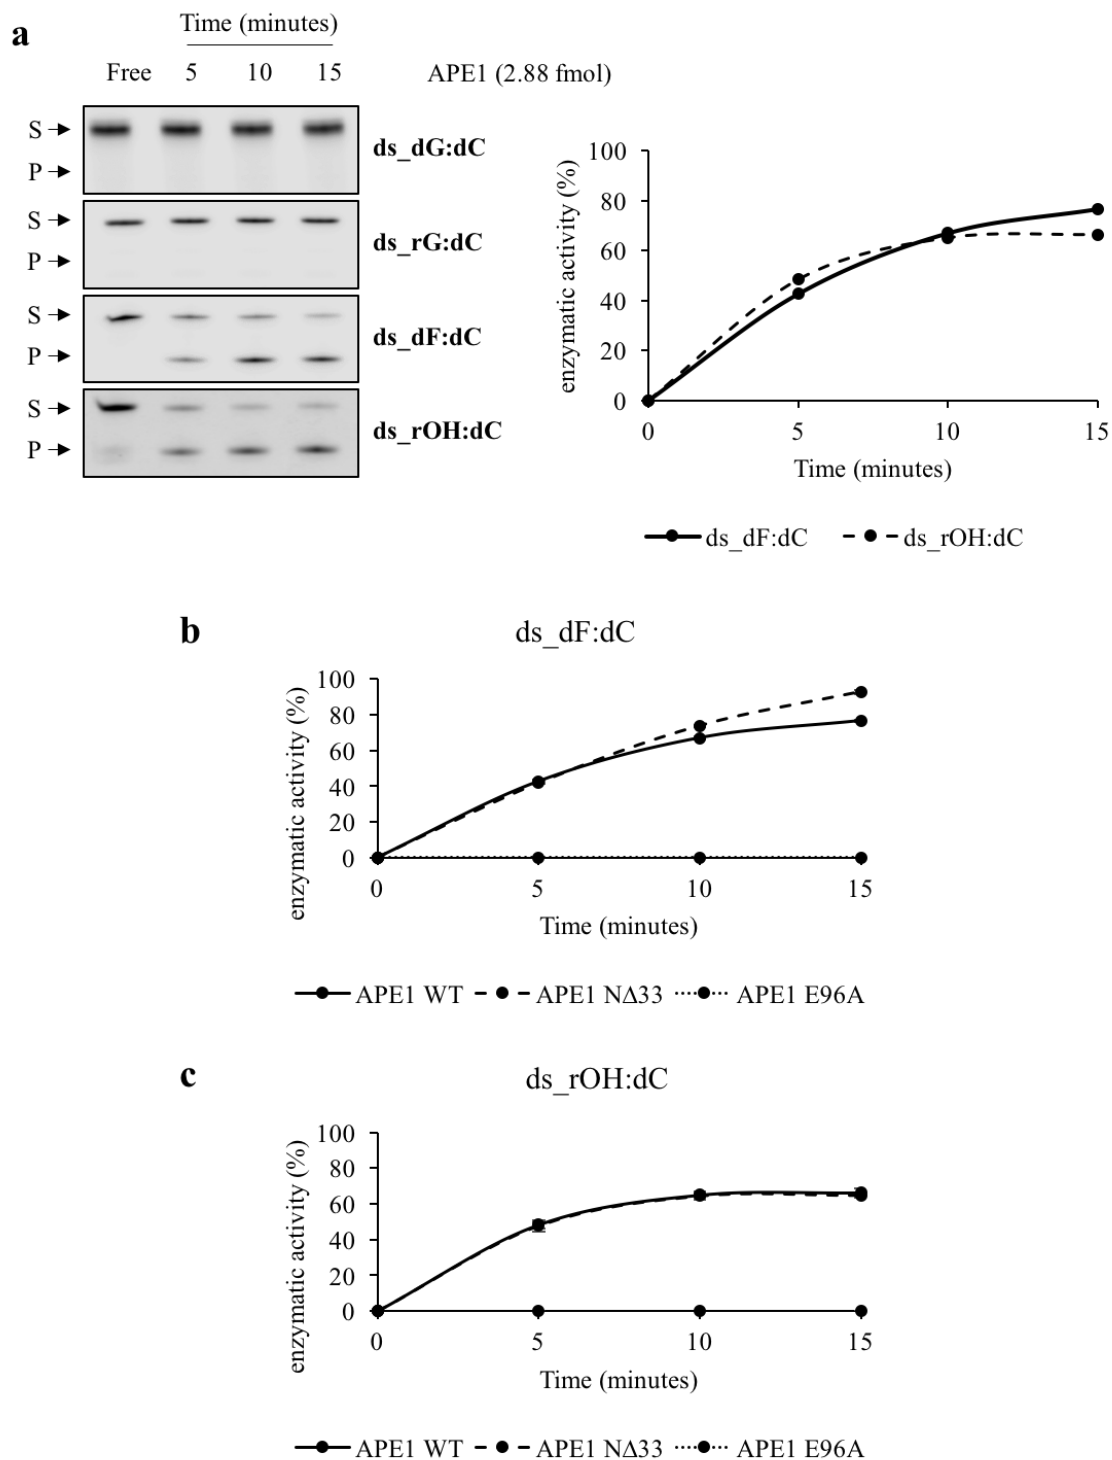 a
Time (minutes)
Free 5 10 15 APE1 (2.88 fmol)
S
P
ds_dG:dC
S
P
ds_rG:dC
S
P
ds_dF:dC
S
P
ds_rOH:dC
enzymatic activity (%)
100
80
60
40
20
0
0 5 10 15
Time (minutes)
ds_dF:dC ds_rOH:dC
b
ds_dF:dC
enzymatic activity (%)
100
80
60
40
20
0
0 5 10 15
Time (minutes)
APE1 WT APE1 NΔ33 APE1 E96A
c
ds_rOH:dC
enzymatic activity (%)
100
80
60
40
20
0
0 5 10 15
Time (minutes)
APE1 WT APE1 NΔ33 APE1 E96A